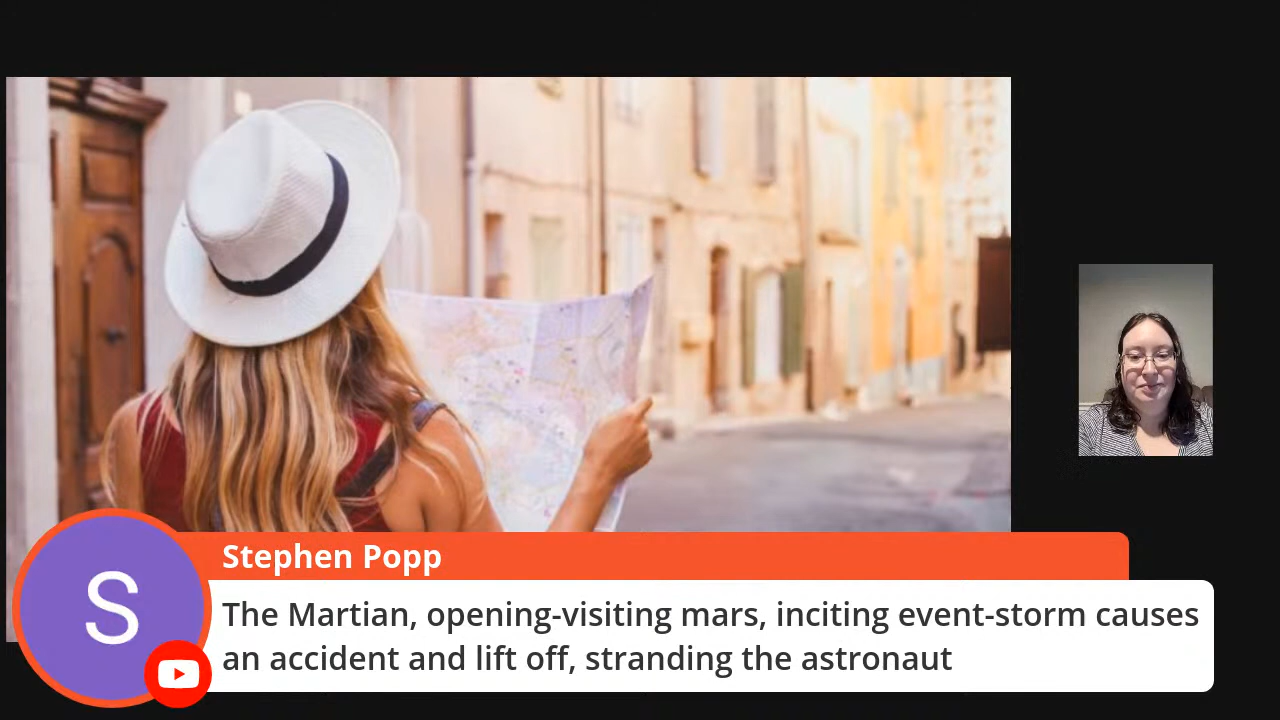 Stephen Popp
S
The Martian, opening-visiting mars, inciting event-storm causes
an accident and lift off, stranding the astronaut